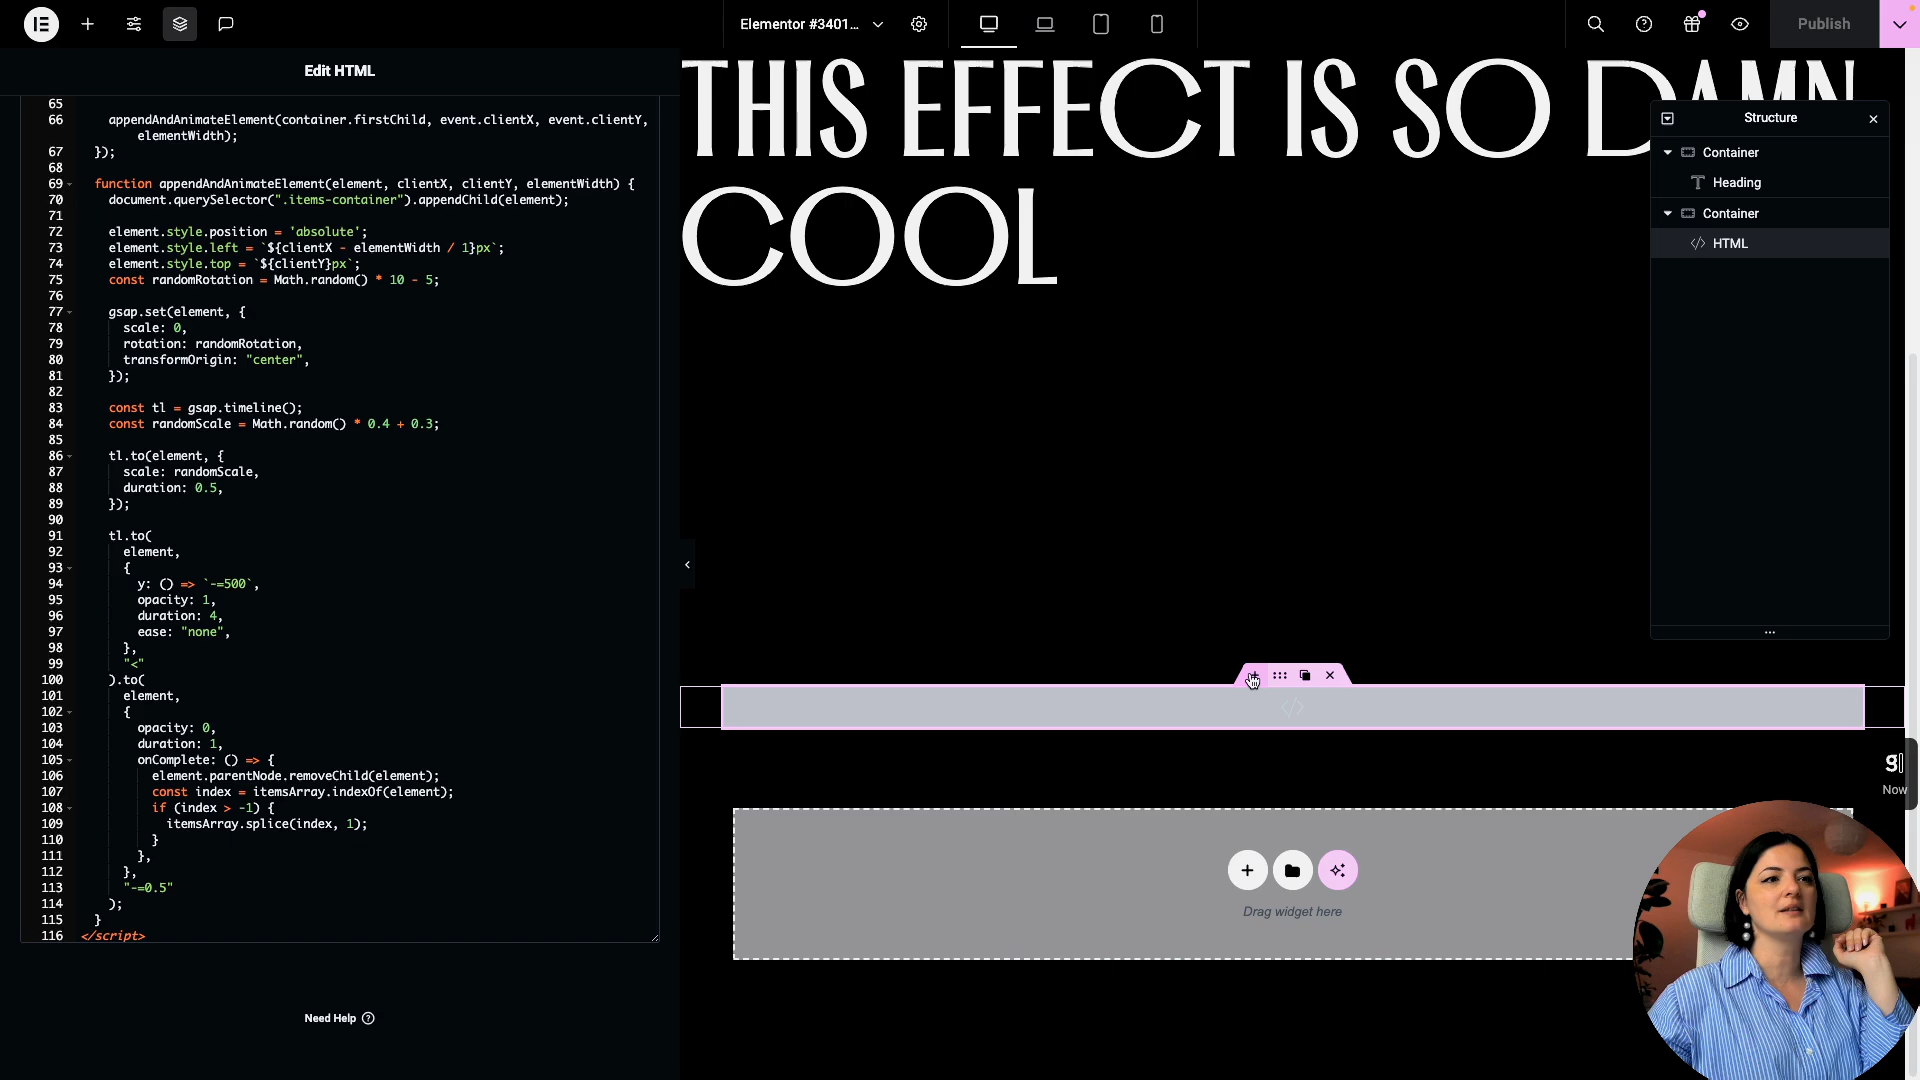 Elementor #3401...
Publish
Edit HTML
65
66 appendAndAnimateElement(container.firstChild, event.clientX, event.clientY,
elementWidth);
67 });
68
69 function appendAndAnimateElement(element, clientX, clientY, elementWidth) {
70 document.querySelector(".items-container").appendChild(element);
71
72 element.style.position = 'absolute';
73 element.style.left = `${clientX - elementWidth / 1}px`;
74 element.style.top = `${clientY}px`;
75 const randomRotation = Math.random() * 10 - 5;
76
77 gsap.set(element, {
78 scale: 0,
79 rotation: randomRotation,
80 transformOrigin: "center",
81 });
82
83 const tl = gsap.timeline();
84 const randomScale = Math.random() * 0.4 + 0.3;
85
86 tl.to(element, {
87 scale: randomScale,
88 duration: 0.5,
89 });
90
91 tl.to(
92 element,
93 {
94 y: () => `-=500`,
95 opacity: 1,
96 duration: 4,
97 ease: "none",
98 },
99 "<"
100 ).to(
101 element,
102 {
103 opacity: 0,
104 duration: 1,
105 onComplete: () => {
106 element.parentNode.removeChild(element);
107 const index = itemsArray.indexOf(element);
108 if (index > -1) {
109 itemsArray.splice(index, 1);
110 }
111 },
112 },
113 "-=0.5"
114 );
115 }
116 </script>
Need Help
THIS EFFECT IS SO DAMN
COOL
Structure
Container
Heading
Container
HTML
Now
Drag widget here